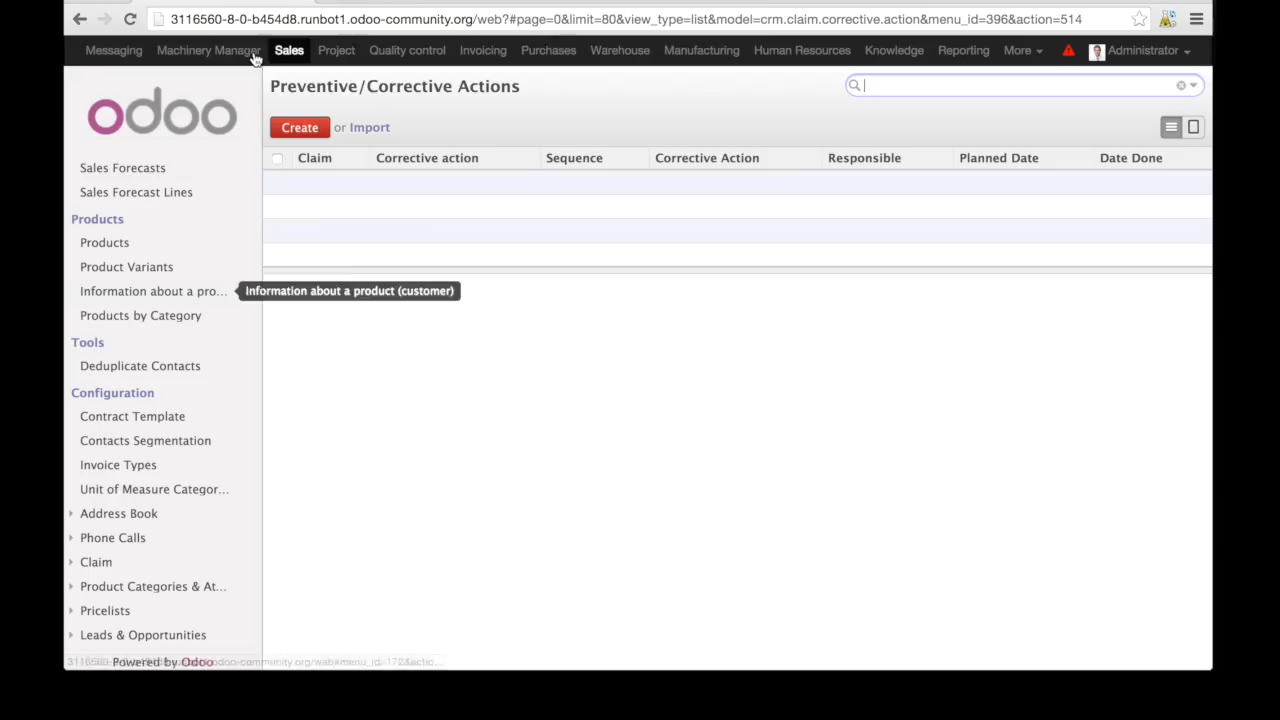 3116560-8-0-b454d8.runbot1.odoo-community.org/web?#page=0&limit=80&view_type=list&model=crm.claim.corrective.action&menu_id=396&action=514
Messaging Machinery Manager Sales Project Quality control Invoicing Purchases Warehouse Manufacturing Human Resources Knowledge Reporting More Administrator
odoo
Preventive/Corrective Actions
Create or Import
Claim Corrective action Sequence Corrective Action Responsible Planned Date Date Done
Sales Forecasts
Sales Forecast Lines
Products
Products
Product Variants
Information about a pro...
Information about a product (customer)
Products by Category
Tools
Deduplicate Contacts
Configuration
Contract Template
Contacts Segmentation
Invoice Types
Unit of Measure Categor...
Address Book
Phone Calls
Claim
Product Categories & At...
Pricelists
Leads & Opportunities
Powered by Odoo